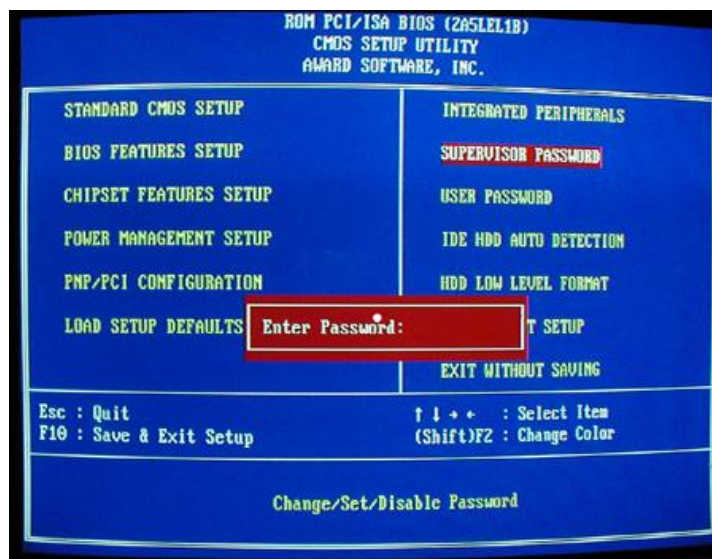 ROM PCI/ISA BIOS (2A5LEL1B)
CMOS SETUP UTILITY
AWARD SOFTWARE, INC.
STANDARD CMOS SETUP
BIOS FEATURES SETUP
CHIPSET FEATURES SETUP
POWER MANAGEMENT SETUP
PNP/PCI CONFIGURATION
LOAD SETUP DEFAULTS
INTEGRATED PERIPHERALS
SUPERVISOR PASSWORD
USER PASSWORD
IDE HDD AUTO DETECTION
HDD LOW LEVEL FORMAT
T SETUP
EXIT WITHOUT SAVING
Enter Password:
Esc : Quit
F10 : Save & Exit Setup
↑ ↓ → ← : Select Item
(Shift)F2 : Change Color
Change/Set/Disable Password